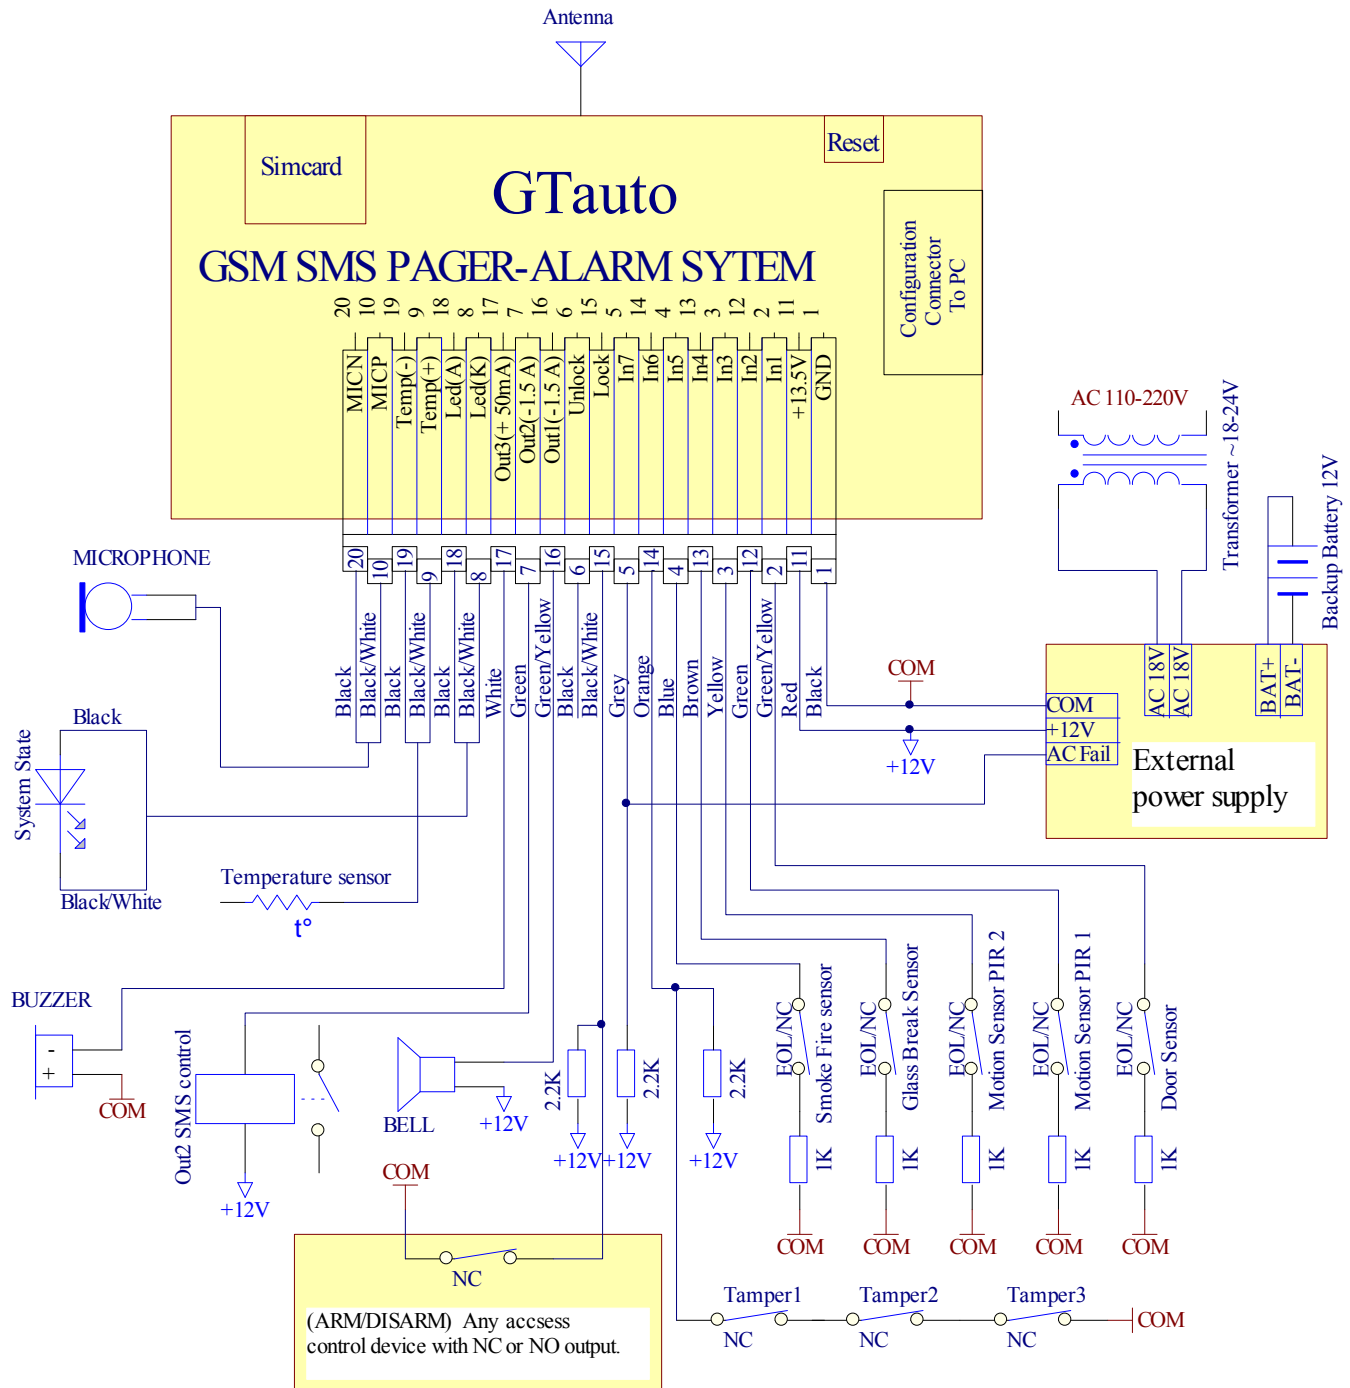 Antenna
Simcard
Reset
GTauto
GSM SMS PAGER-ALARM SYTEM
Configuration
Connector
To PC
20 10 19 9 18 8 17 7 16 6 15 5 14 4 13 3 12 2 11 1
MICN
MICP
Temp(-)
Temp(+)
Led(A)
Led(K)
Out3(+ 50mA)
Out2(-1.5 A)
Out1(-1.5 A)
Unlock
Lock
In7
In6
In5
In4
In3
In2
In1
+13.5V
GND
AC 110-220V
Transformer ~18-24V
Backup Battery 12V
20 10 19 9 18 8 17 7 16 6 15 5 14 4 13 3 12 2 11 1
MICROPHONE
Black
Black/White
Black
Black/White
Black
Black/White
White
Green
Green/Yellow
Black
Black/White
Grey
Orange
Blue
Brown
Yellow
Green
Green/Yellow
Red
Black
COM
+12V
AC 18V
AC 18V
BAT+
BAT-
COM
+12V
AC Fail
External
power supply
Black
System State
Black/White
Temperature sensor
t°
BUZZER
-
+
COM
Out2 SMS control
+12V
BELL
+12V
2.2K
2.2K
2.2K
+12V
+12V
+12V
EOL/NC
Smoke Fire sensor
EOL/NC
Glass Break Sensor
EOL/NC
Motion Sensor PIR 2
EOL/NC
Motion Sensor PIR 1
EOL/NC
Door Sensor
1K
1K
1K
1K
1K
COM
COM
COM
COM
COM
COM
NC
(ARM/DISARM) Any accsess
control device with NC or NO output.
Tamper1
NC
Tamper2
NC
Tamper3
NC
COM